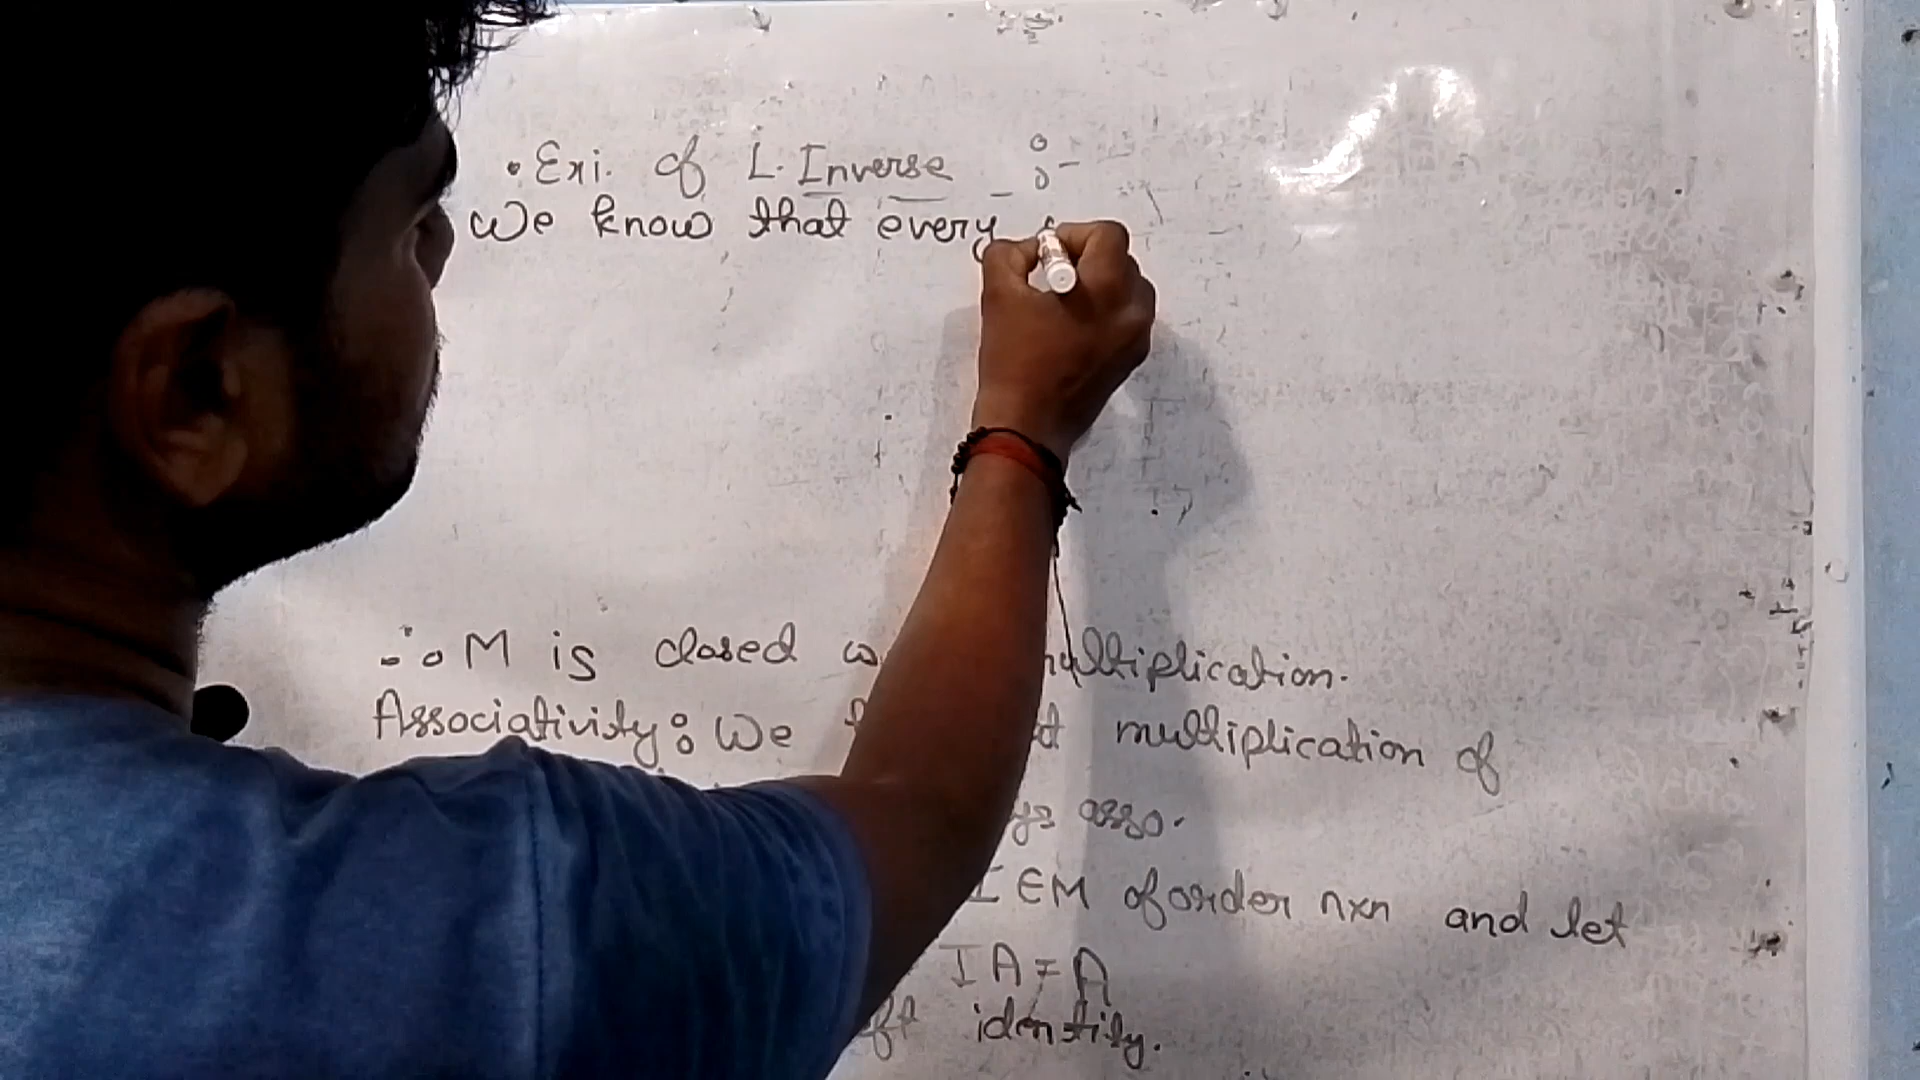 • Exi. of L. Inverse :-
We know that every
∴ M is closed multiplication.
Associativity: We multiplication of
asso.
I ∈ M of order n×n and let
IA = A
identity.